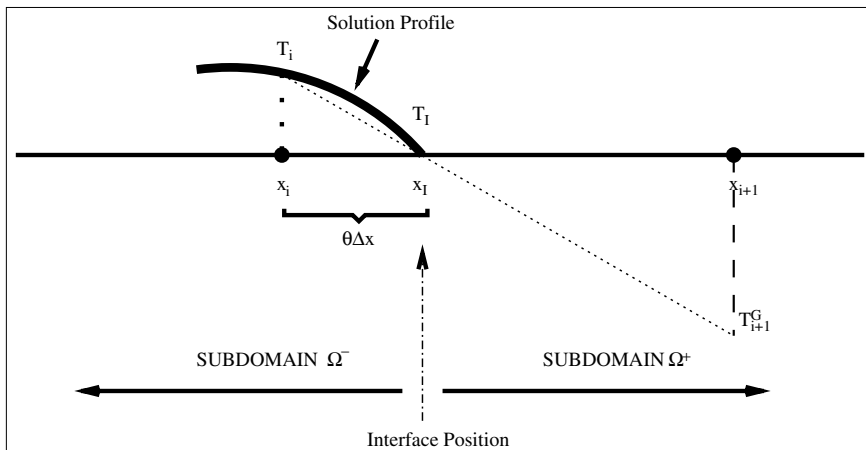 Solution Profile
T_i
T_I
x_i
x_I
x_{i+1}
θΔx
T^G_{i+1}
SUBDOMAIN Ω⁻
SUBDOMAIN Ω⁺
Interface Position